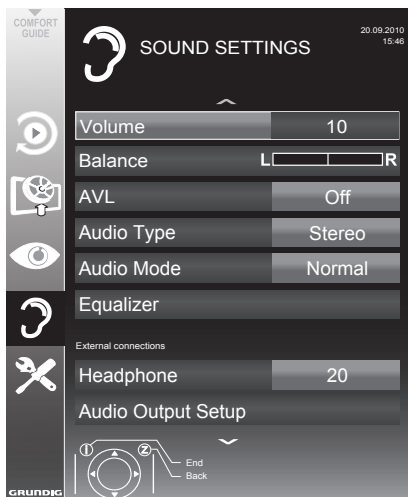 COMFORT
GUIDE
SOUND SETTINGS
20.09.2010
15:46
Volume 10
Balance L R
AVL Off
Audio Type Stereo
Audio Mode Normal
Equalizer
External connections
Headphone 20
Audio Output Setup
Z
End
Back
GRUNDIG